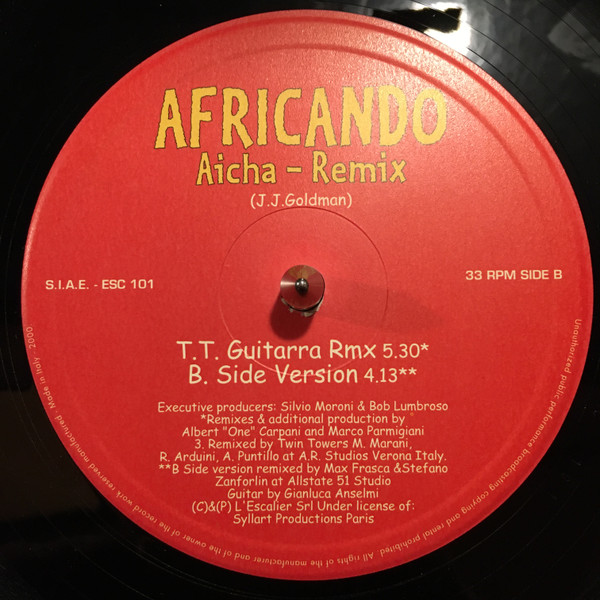 AFRICANDO
Aicha - Remix
(J.J.Goldman)
S.I.A.E. - ESC 101
33 RPM SIDE B
T.T. Guitarra Rmx 5.30*
B. Side Version 4.13**
Executive producers: Silvio Moroni & Bob Lumbroso
*Remixes & additional production by
Albert "One" Carpani and Marco Parmigiani
3. Remixed by Twin Towers M. Marani,
R. Arduini, A. Puntillo at A.R. Studios Verona Italy.
**B Side version remixed by Max Frasca &Stefano
Zanforlin at Allstate 51 Studio
Guitar by Gianluca Anselmi
(C)&(P) L'Escalier Srl Under license of:
Syllart Productions Paris
Unauthorized public performance broadcasting copying and rental prohibited. All rights of the manufacturer and of the owner of the record work reserved manufactured. Made in Italy 2000